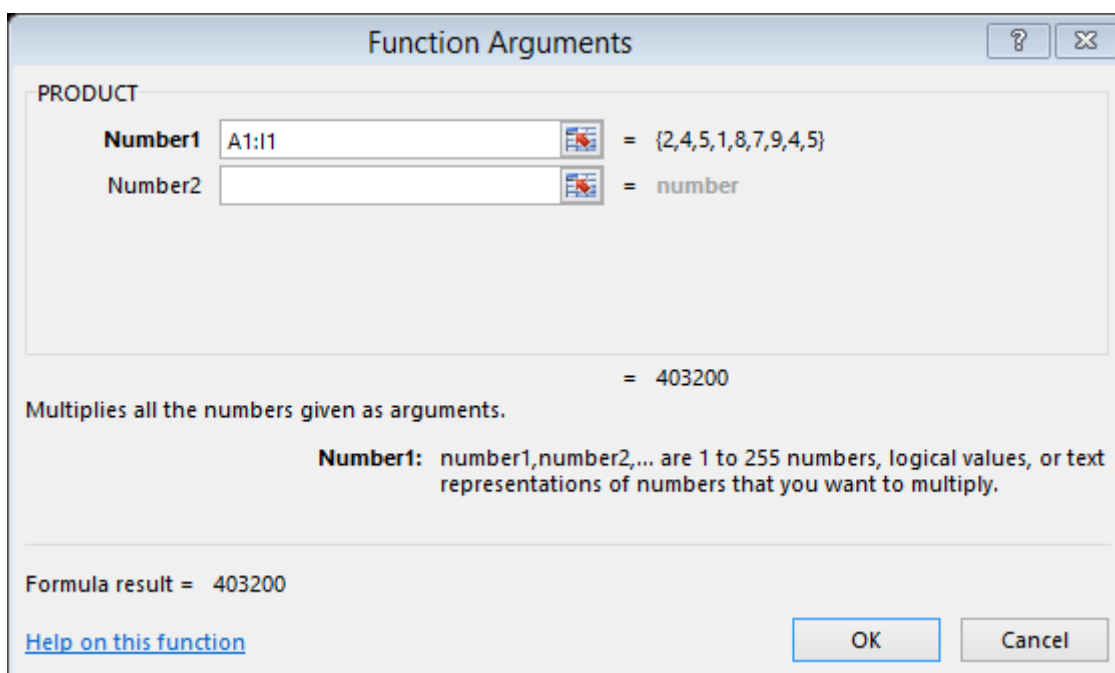 Function Arguments
PRODUCT
Number1 A1:I1 = {2,4,5,1,8,7,9,4,5}
Number2 = number
= 403200
Multiplies all the numbers given as arguments.
Number1: number1,number2,... are 1 to 255 numbers, logical values, or text
representations of numbers that you want to multiply.
Formula result = 403200
Help on this function
OK Cancel